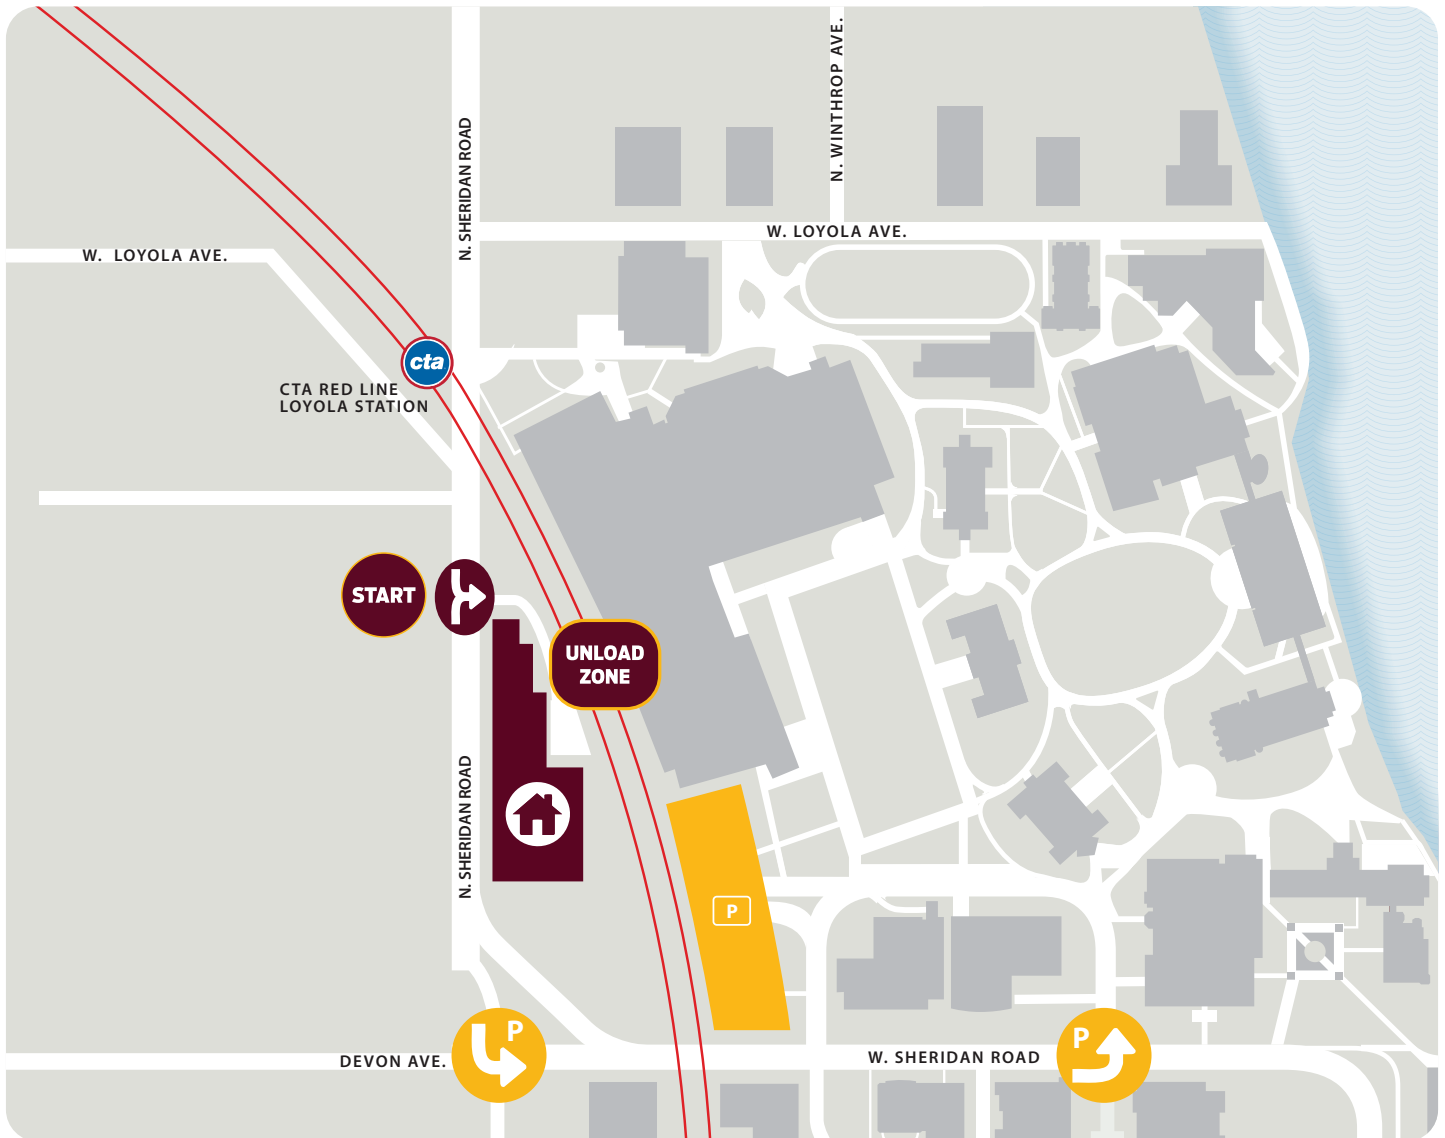 N. WINTHROP AVE.
N. SHERIDAN ROAD
W. LOYOLA AVE.
W. LOYOLA AVE.
cta
CTA RED LINE
LOYOLA STATION
START
UNLOAD
ZONE
N. SHERIDAN ROAD
P
P
P
DEVON AVE.
W. SHERIDAN ROAD